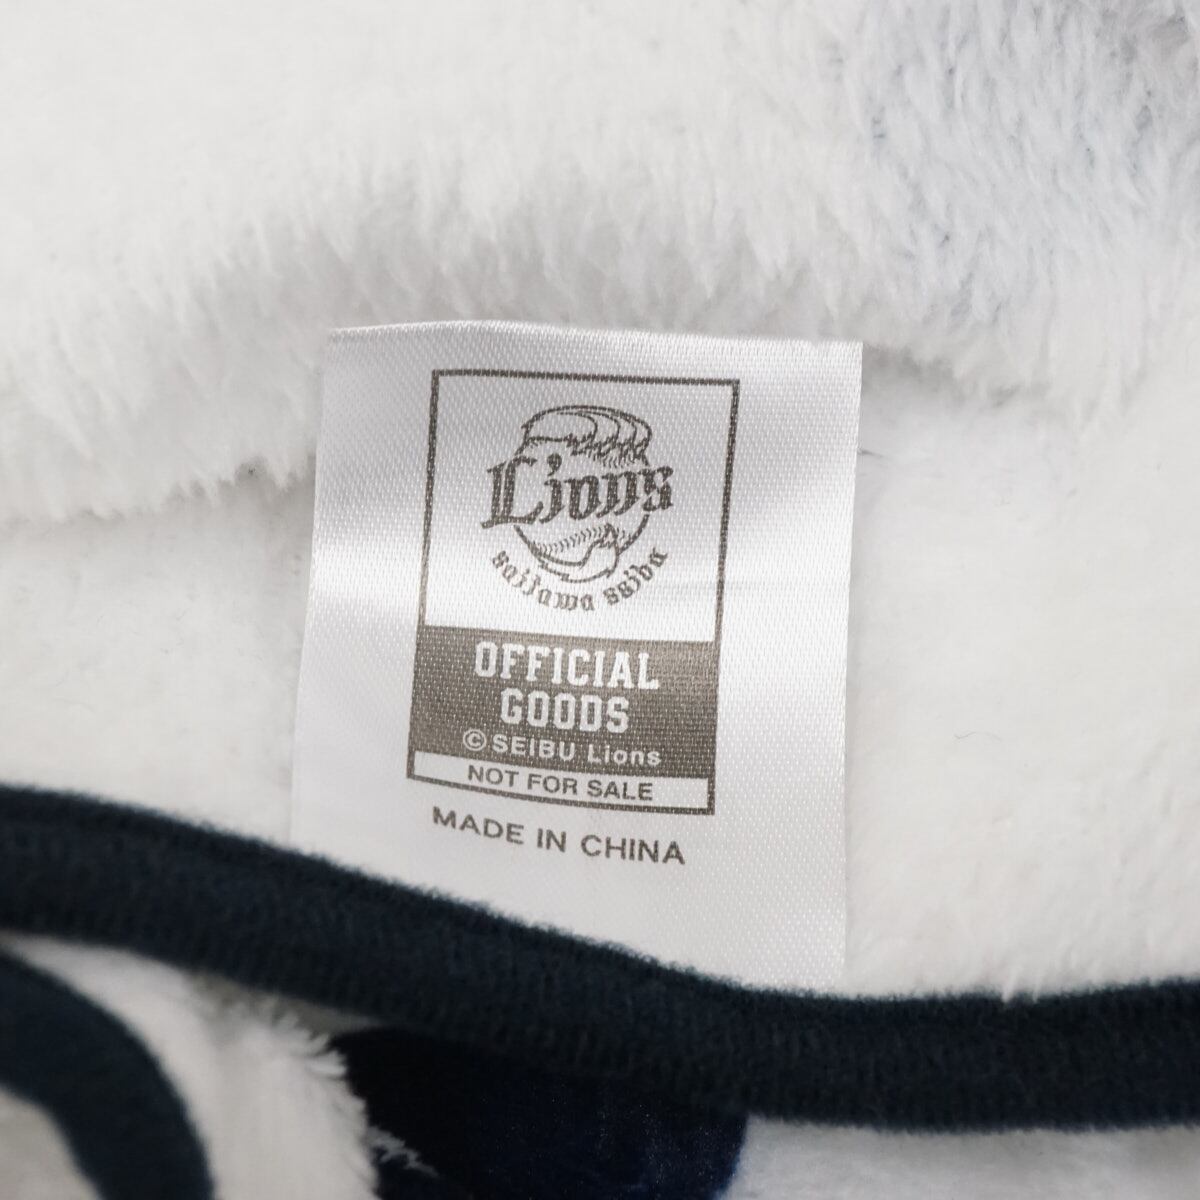 Lions
saitama seibu
OFFICIAL
GOODS
© SEIBU Lions
NOT FOR SALE
MADE IN CHINA